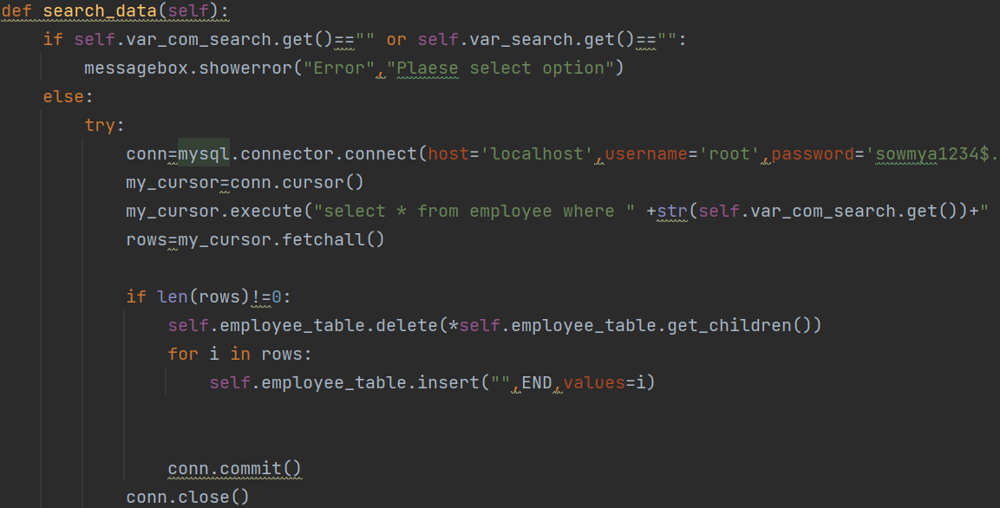 def search_data(self):
    if self.var_com_search.get()=="" or self.var_search.get()=="":
        messagebox.showerror("Error","Plaese select option")
    else:
        try:
            conn=mysql.connector.connect(host='localhost',username='root',password='sowmya1234$.
            my_cursor=conn.cursor()
            my_cursor.execute("select * from employee where " +str(self.var_com_search.get())+"
            rows=my_cursor.fetchall()
            if len(rows)!=0:
                self.employee_table.delete(*self.employee_table.get_children())
                for i in rows:
                    self.employee_table.insert("",END,values=i)
                conn.commit()
            conn.close()